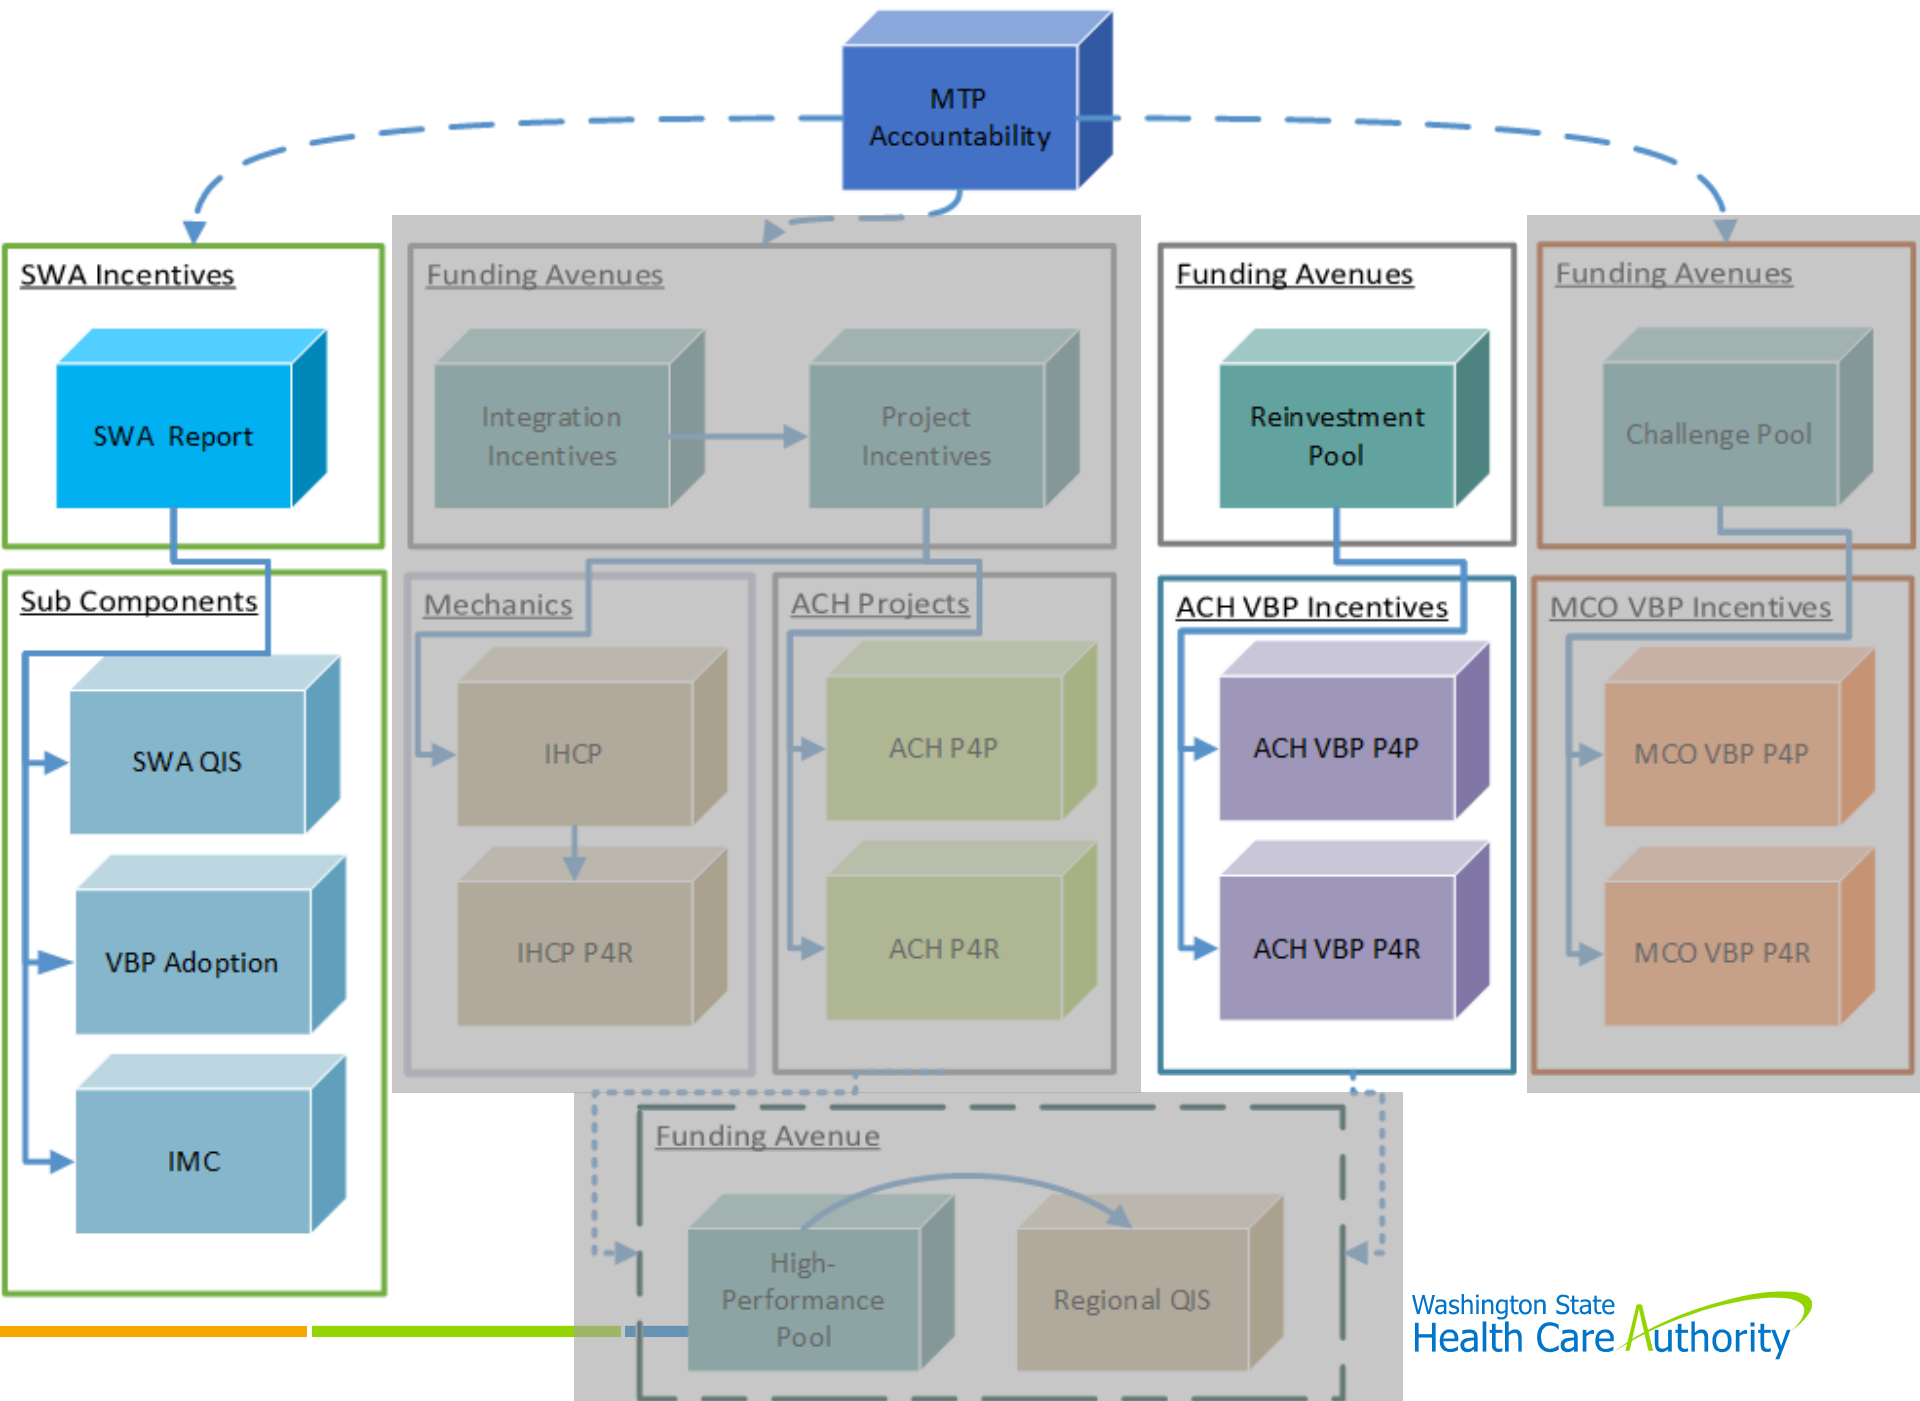 MTP
Accountability
SWA Incentives
SWA Report
Sub Components
SWA QIS
VBP Adoption
IMC
Funding Avenues
Integration
Incentives
Project
Incentives
Mechanics
IHCP
IHCP P4R
ACH Projects
ACH P4P
ACH P4R
Funding Avenues
Reinvestment
Pool
ACH VBP Incentives
ACH VBP P4P
ACH VBP P4R
Funding Avenues
Challenge Pool
MCO VBP Incentives
MCO VBP P4P
MCO VBP P4R
Funding Avenue
High-
Performance
Pool
Regional QIS
Washington State
Health Care Authority